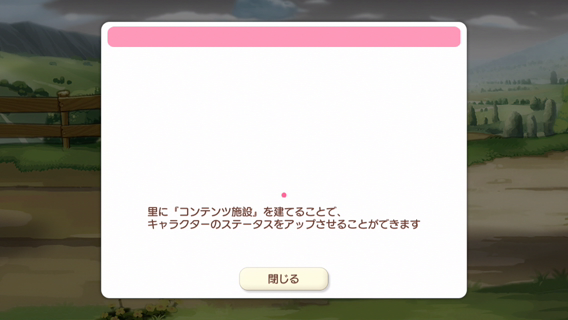 里に「コンテンツ施設」を建てることで、
キャラクターのステータスをアップさせることができます
閉じる